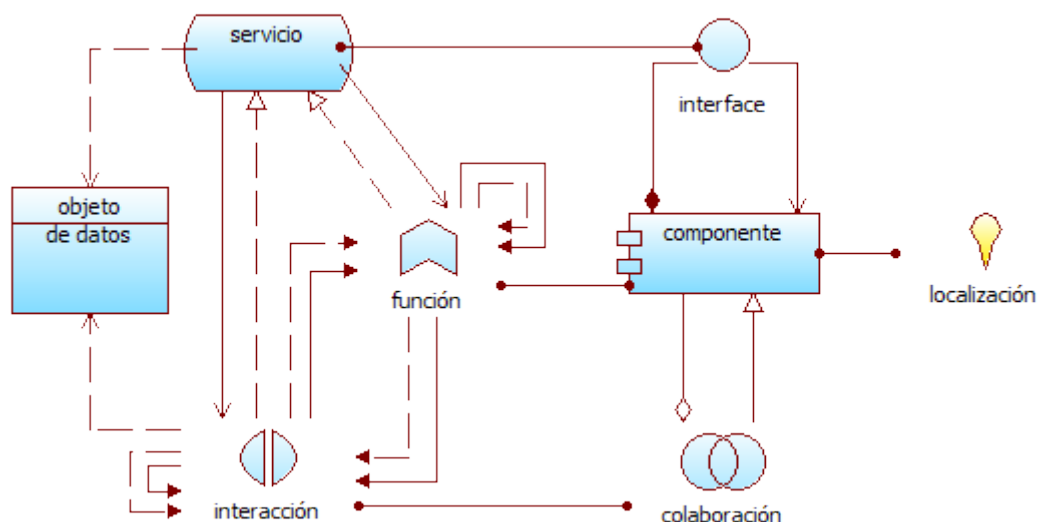 servicio
interface
objeto
de datos
componente
función
localización
interacción
colaboración